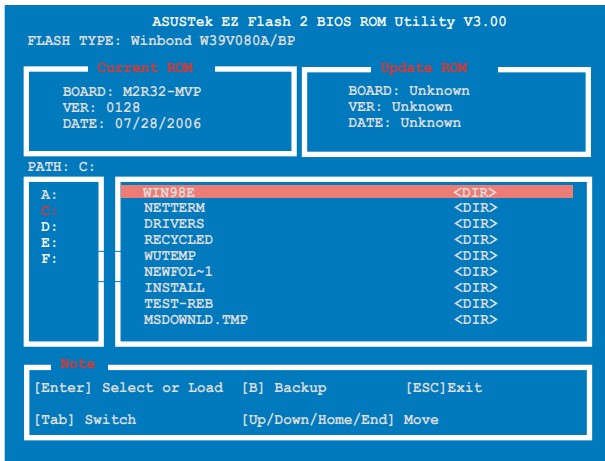 ASUSTek EZ Flash 2 BIOS ROM Utility V3.00
FLASH TYPE: Winbond W39V080A/BP
Current ROM
BOARD: M2R32-MVP
VER: 0128
DATE: 07/28/2006
Update ROM
BOARD: Unknown
VER: Unknown
DATE: Unknown
PATH: C:
A:
C:
D:
E:
F:
WIN98E <DIR>
NETTERM <DIR>
DRIVERS <DIR>
RECYCLED <DIR>
WUTEMP <DIR>
NEWFOL~1 <DIR>
INSTALL <DIR>
TEST-REB <DIR>
MSDOWNLD.TMP <DIR>
Note
[Enter] Select or Load [B] Backup [ESC]Exit
[Tab] Switch [Up/Down/Home/End] Move